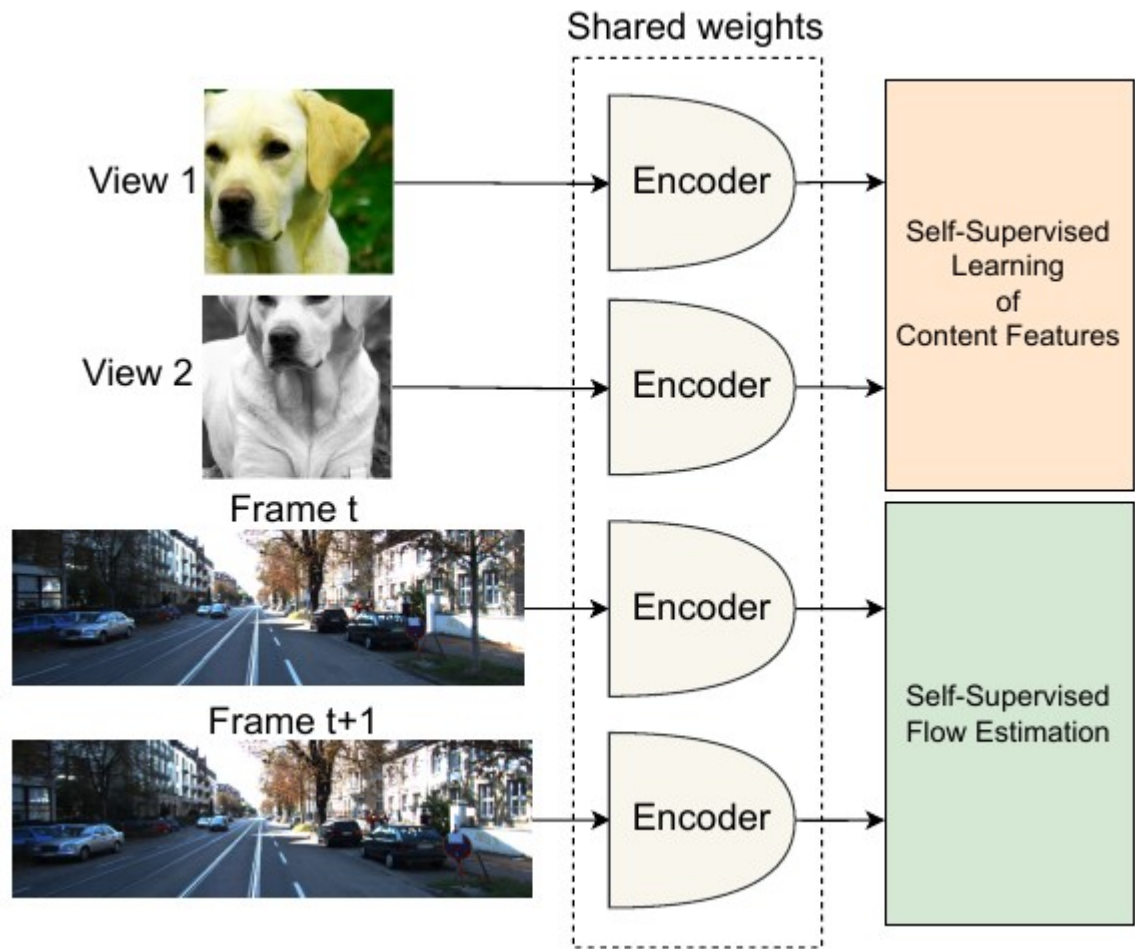 Shared weights
View 1
Encoder
View 2
Encoder
Self-Supervised
Learning
of
Content Features
Frame t
Encoder
Frame t+1
Encoder
Self-Supervised
Flow Estimation